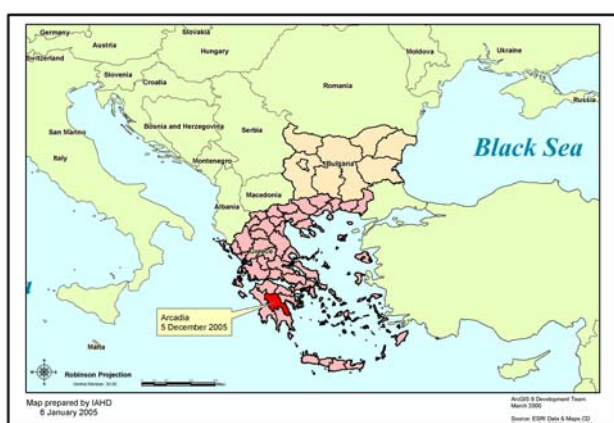 Slovakia
Germany
Austria
Hungary
Moldova
Ukraine
Switzerland
Slovenia
Croatia
Romania
Russia
San Marino
Bosnia and Herzegovina
Serbia
Italy
Montenegro
Bulgaria
Black Sea
Macedonia
Albania
a
Arcadia
5 December 2005
Malta
Robinson Projection
Map prepared by IAHD
6 January 2005
ArcGIS 8 Development Team
March 2000
Source: ESRI Data & Maps CD